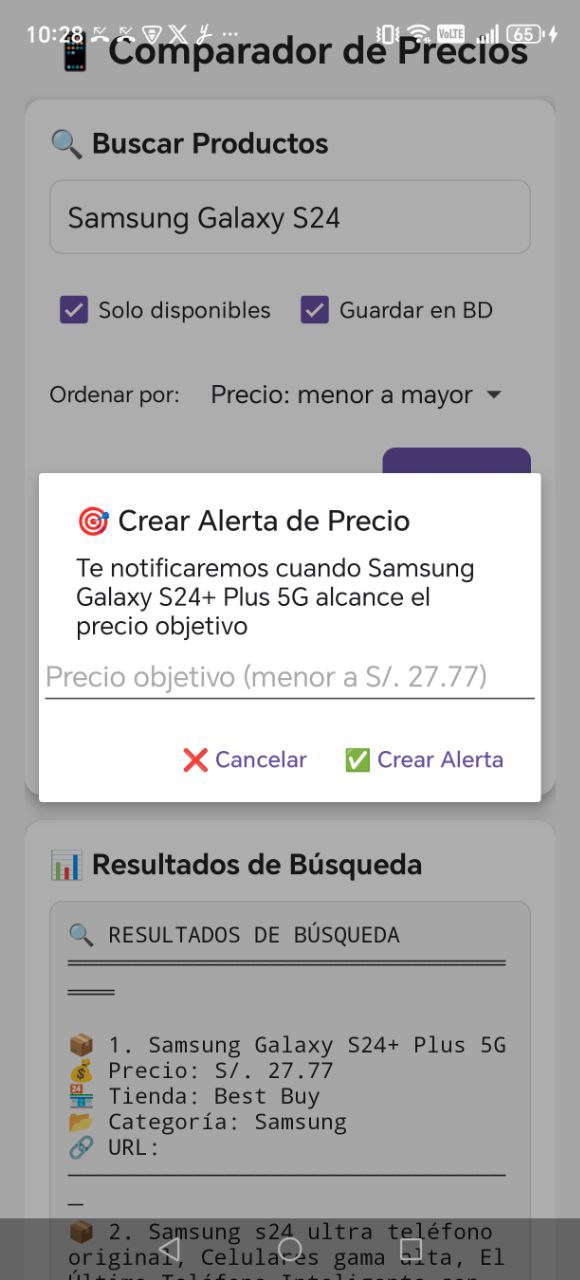 10:28 VoLTE 65
Comparador de Precios
Buscar Productos
Samsung Galaxy S24
Solo disponibles Guardar en BD
Ordenar por: Precio: menor a mayor
Crear Alerta de Precio
Te notificaremos cuando Samsung
Galaxy S24+ Plus 5G alcance el
precio objetivo
Precio objetivo (menor a S/. 27.77)
Cancelar Crear Alerta
Resultados de Búsqueda
RESULTADOS DE BÚSQUEDA
1. Samsung Galaxy S24+ Plus 5G
Precio: S/. 27.77
Tienda: Best Buy
Categoría: Samsung
URL:
2. Samsung s24 ultra teléfono
original, Celulares gama alta, El
Último Teléfono Inteligente con